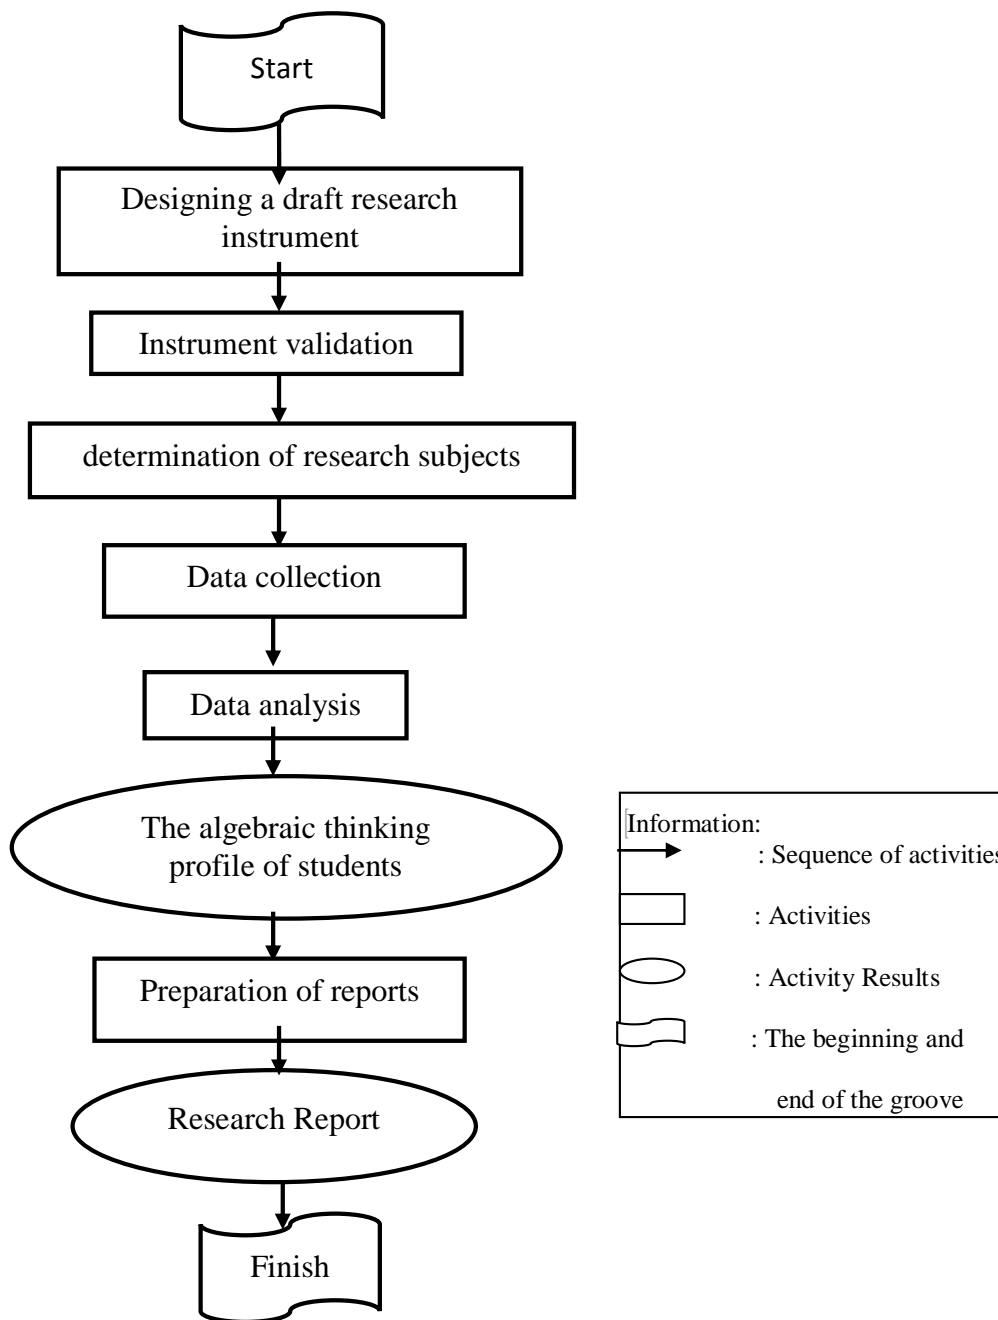 Start
Designing a draft research
instrument
Instrument validation
determination of research subjects
Data collection
Data analysis
The algebraic thinking
profile of students
Preparation of reports
Research Report
Finish
Information:
: Sequence of activities
: Activities
: Activity Results
: The beginning and
end of the groove